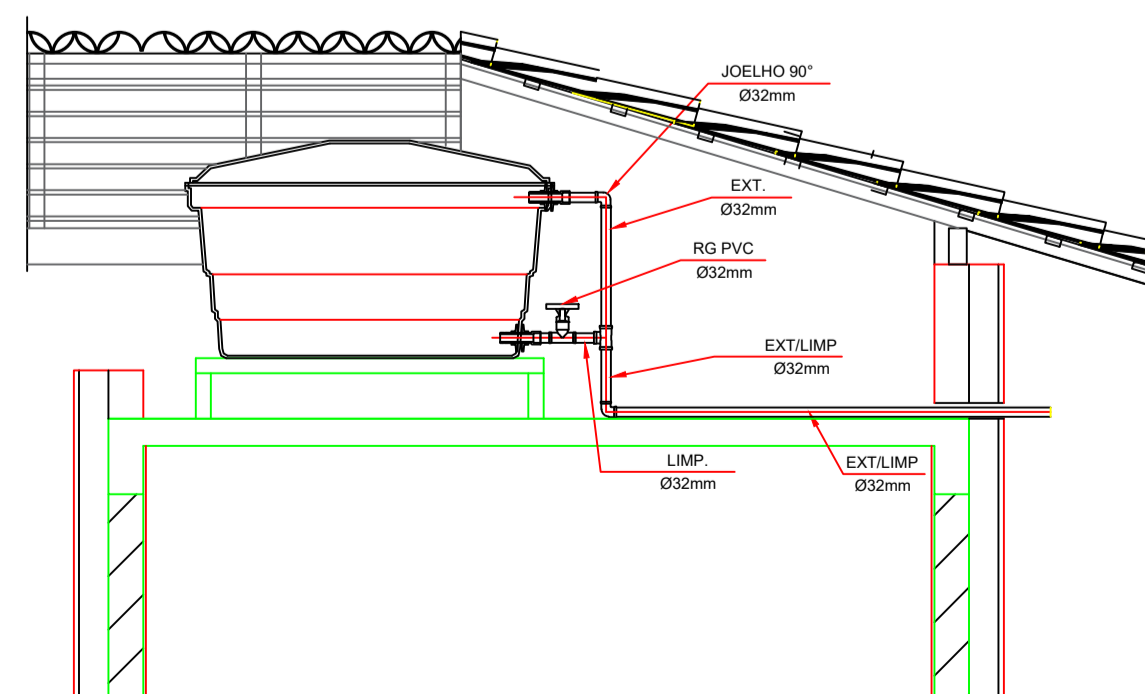 JOELHO 90°
Ø32mm
EXT.
Ø32mm
RG PVC
Ø32mm
EXT/LIMP
Ø32mm
LIMP.
Ø32mm
EXT/LIMP
Ø32mm